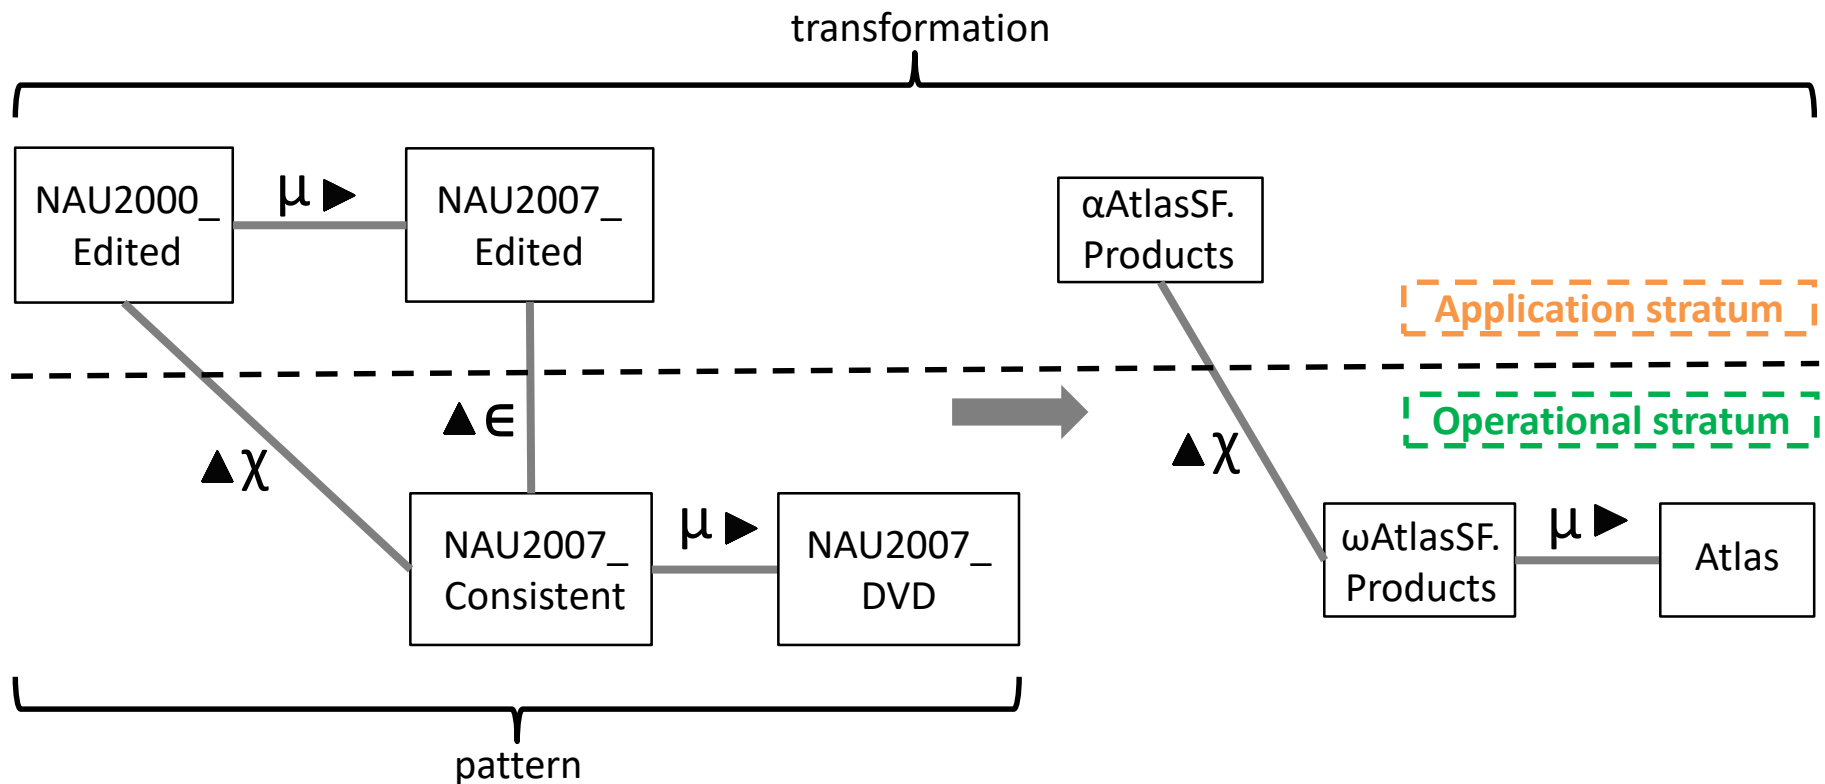 transformation
NAU2000_
Edited
μ ▶
NAU2007_
Edited
αAtlasSF.
Products
Application stratum
Operational stratum
▲ϵ
▲χ
▲χ
NAU2007_
Consistent
μ ▶
NAU2007_
DVD
ωAtlasSF.
Products
μ ▶
Atlas
pattern